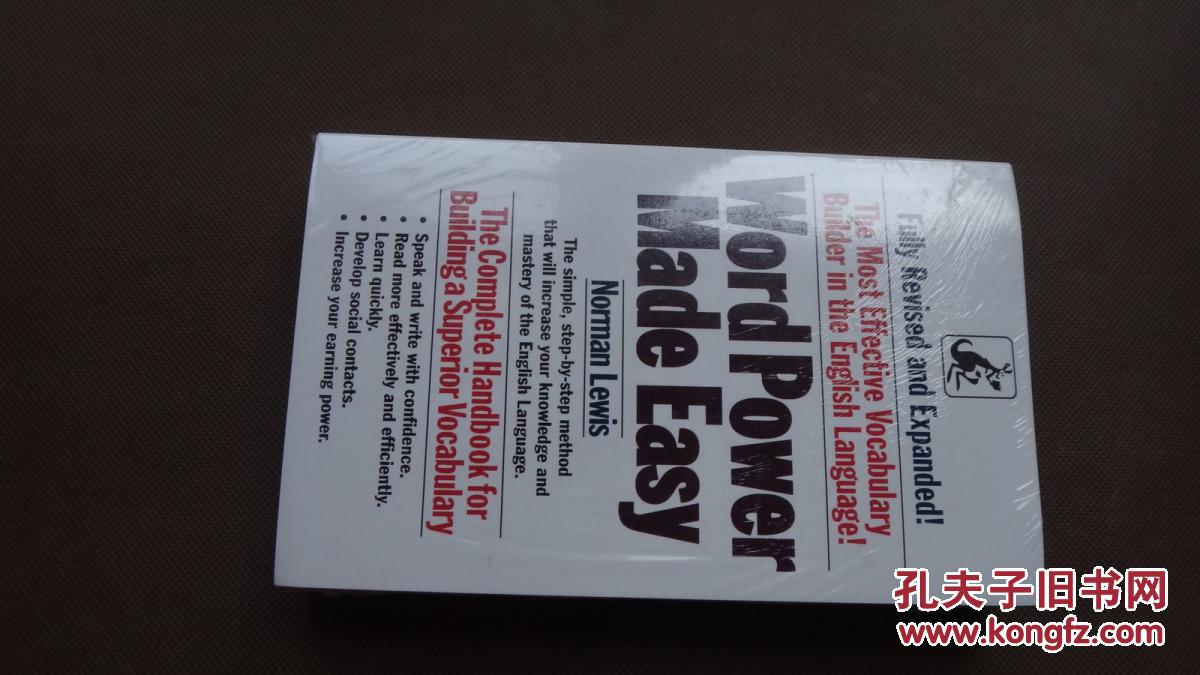 Fully Revised and Expanded!
The Most Effective Vocabulary
Builder in the English Language!
Word Power
Made Easy
Norman Lewis
The simple, step-by-step method
that will increase your knowledge and
mastery of the English Language.
The Complete Handbook for
Building a Superior Vocabulary
• Speak and write with confidence.
• Read more effectively and efficiently.
• Learn quickly.
• Develop social contacts.
• Increase your earning power.
孔夫子旧书网
www.kongfz.com